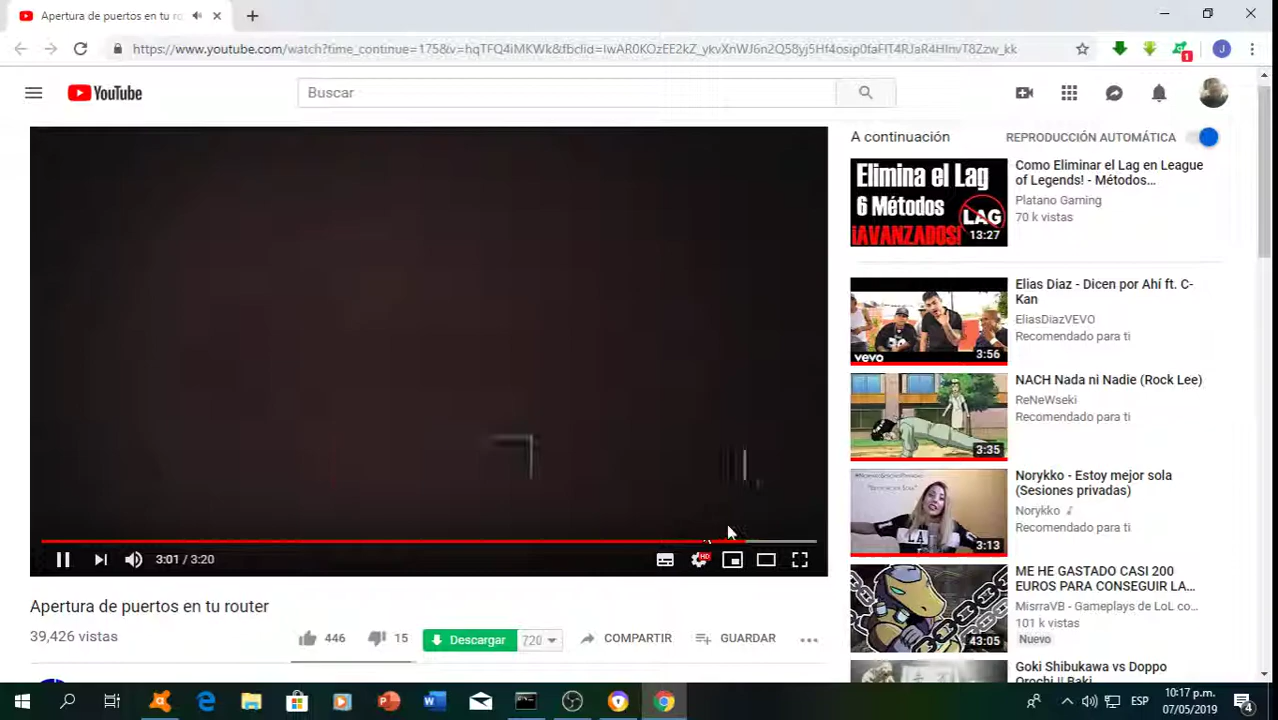 Apertura de puertos en tu ro
https://www.youtube.com/watch?time_continue=175&v=hqTFQ4iMKWk&fbclid=IwAR0KOzEE2kZ_ykvXnWJ6n2Q58yj5Hf4osip0faFIT4RJaR4HInvT8Zzw_kk
1
J
YouTube
Buscar
A continuación
REPRODUCCIÓN AUTOMÁTICA
Elimina el Lag
6 Métodos
LAG
¡AVANZADOS!
13:27
Como Eliminar el Lag en League
of Legends! - Métodos...
Platano Gaming
70 k vistas
vevo
3:56
Elias Diaz - Dicen por Ahí ft. C-
Kan
EliasDiazVEVO
Recomendado para ti
3:35
NACH Nada ni Nadie (Rock Lee)
ReNeWseki
Recomendado para ti
3:13
Norykko - Estoy mejor sola
(Sesiones privadas)
Norykko
Recomendado para ti
43:05
ME HE GASTADO CASI 200
EUROS PARA CONSEGUIR LA...
MisrraVB - Gameplays de LoL co...
101 k vistas
Nuevo
Goki Shibukawa vs Doppo
Orochi || Baki
3:01 / 3:20
HD
Apertura de puertos en tu router
39,426 vistas
446
15
Descargar
720
COMPARTIR
GUARDAR
ESP
10:17 p.m.
07/05/2019
4